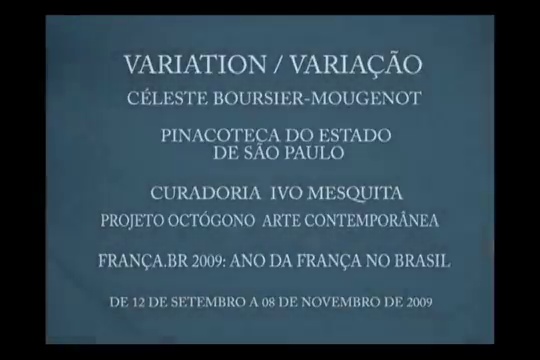 VARIATION / VARIAÇÃO
CÉLESTE BOURSIER-MOUGENOT
PINACOTECA DO ESTADO
DE SÃO PAULO
CURADORIA IVO MESQUITA
PROJETO OCTÓGONO ARTE CONTEMPORÂNEA
FRANÇA.BR 2009: ANO DA FRANÇA NO BRASIL
DE 12 DE SETEMBRO A 08 DE NOVEMBRO DE 2009